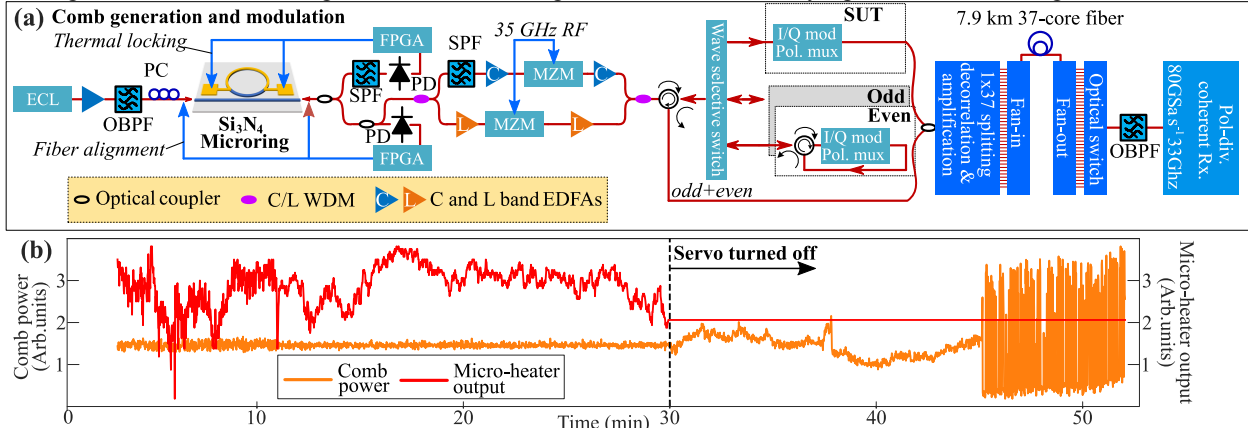 (a) Comb generation and modulation
Thermal locking
PC
ECL
OBPF
Si₃N₄
Microring
Fiber alignment
FPGA
SPF
PD
PD
FPGA
SPF
35 GHz RF
C
MZM
C
L
MZM
L
Wave selective switch
SUT
I/Q mod
Pol. mux
Odd
Even
I/Q mod
Pol. mux
odd+even
7.9 km 37-core fiber
1x37 splitting
decorrelation &
amplification
Fan-in
Fan-out
Optical switch
OBPF
Pol-div.
coherent Rx.
80GSa.s⁻¹33Ghz
Optical coupler
C/L WDM
C
L
C and L band EDFAs
(b)
Servo turned off
Comb power
(Arb.units)
3
2
1
3
2
1
Micro-heater output
(Arb.units)
Comb
power
Micro-heater
output
0
10
20
30
40
50
Time (min)